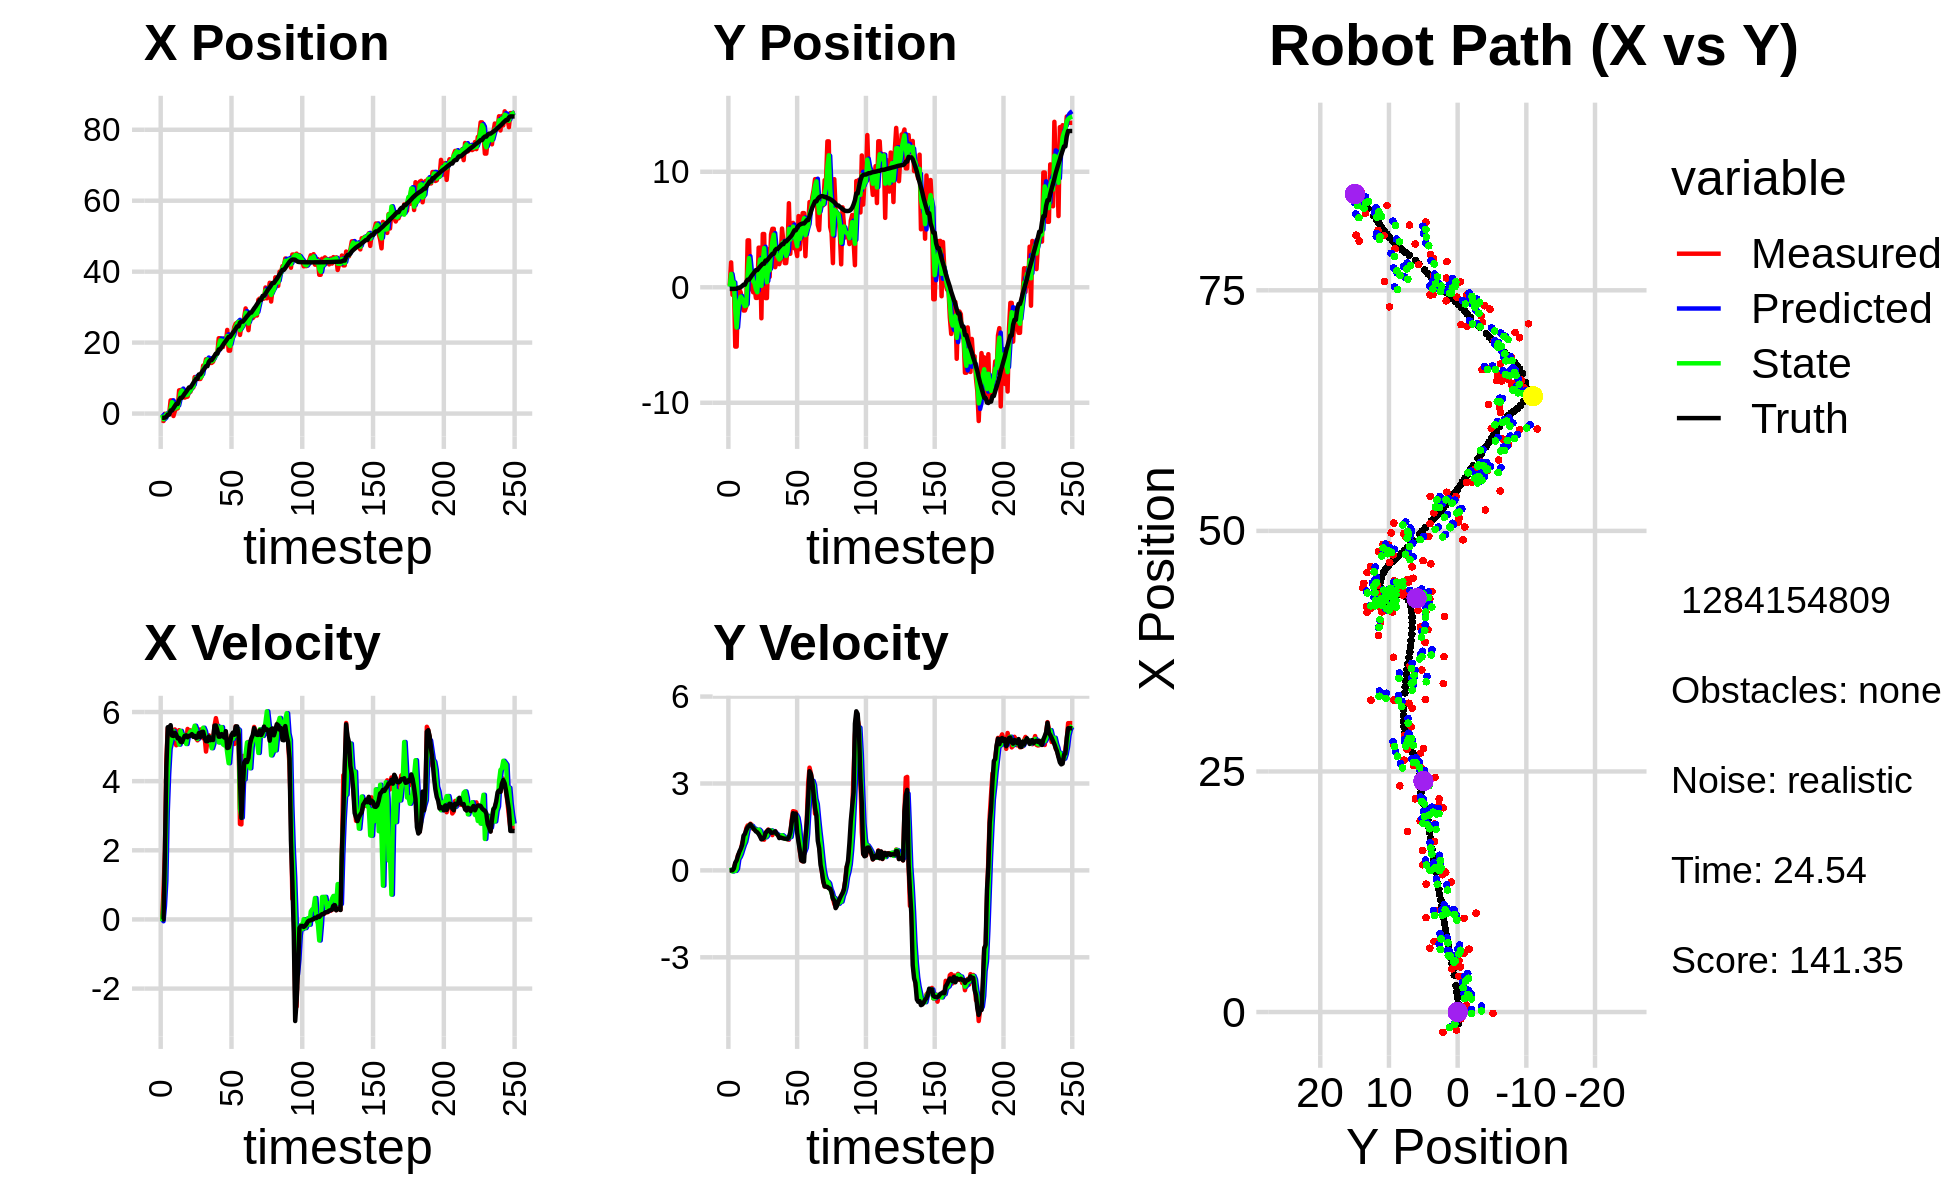 X Position
80
60
40
20
0
0 50 100 150 200 250
timestep
Y Position
10
0
-10
0 50 100 150 200 250
timestep
X Velocity
6
4
2
0
-2
0 50 100 150 200 250
timestep
Y Velocity
6
3
0
-3
0 50 100 150 200 250
timestep
Robot Path (X vs Y)
X Position
75
50
25
0
20 10 0 -10 -20
Y Position
variable
Measured
Predicted
State
Truth
1284154809
Obstacles: none
Noise: realistic
Time: 24.54
Score: 141.35